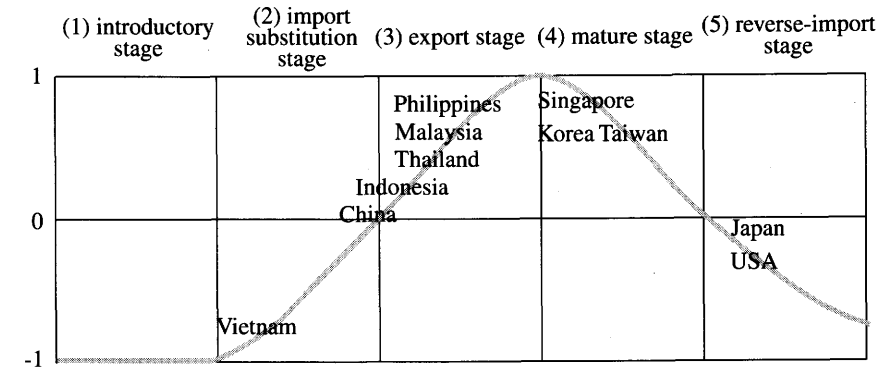 (1) introductory
stage
(2) import
substitution
stage
(3) export stage
(4) mature stage
(5) reverse-import
stage
1
0
-1
Philippines
Malaysia
Thailand
Indonesia
China
Vietnam
Singapore
Korea Taiwan
Japan
USA